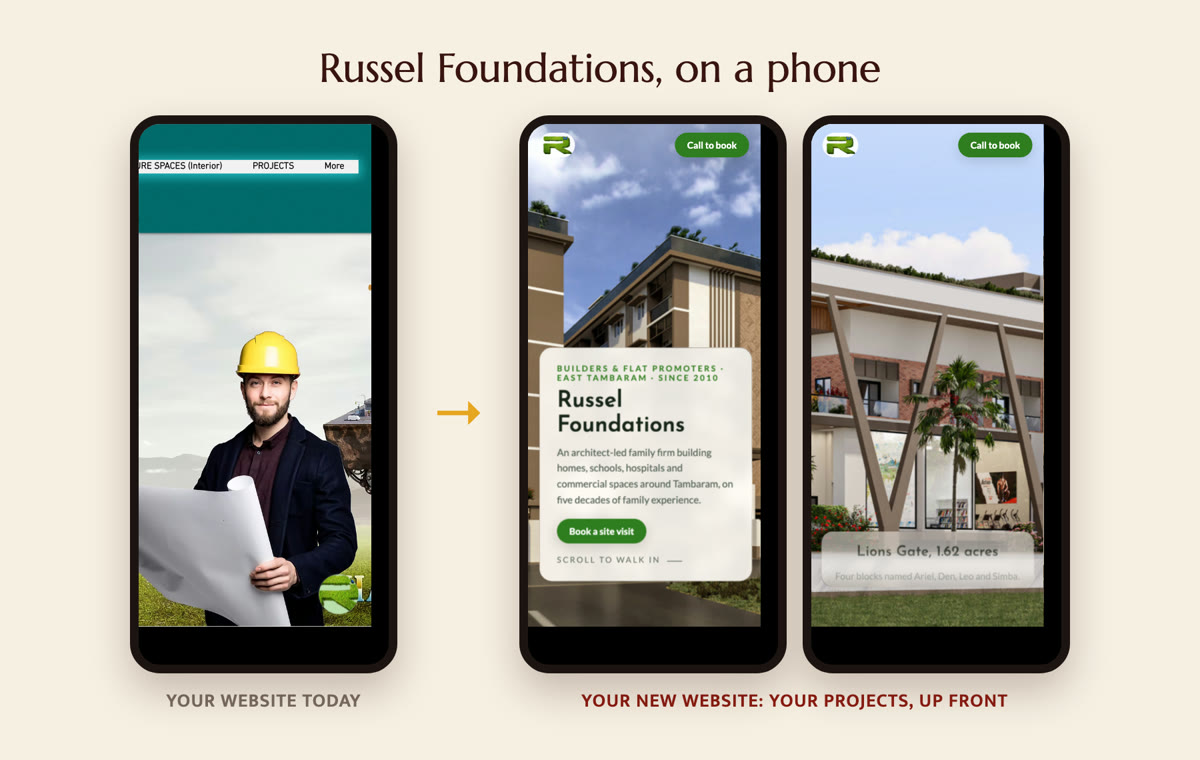 Russel Foundations, on a phone
URE SPACES (Interior) PROJECTS More
Call to book
BUILDERS & FLAT PROMOTERS ·
EAST TAMBARAM · SINCE 2010
Russel
Foundations
An architect-led family firm building
homes, schools, hospitals and
commercial spaces around Tambaram, on
five decades of family experience.
Book a site visit
SCROLL TO WALK IN
Call to book
Lions Gate, 1.62 acres
Four blocks named Ariel, Den, Leo and Simba.
YOUR WEBSITE TODAY
YOUR NEW WEBSITE: YOUR PROJECTS, UP FRONT